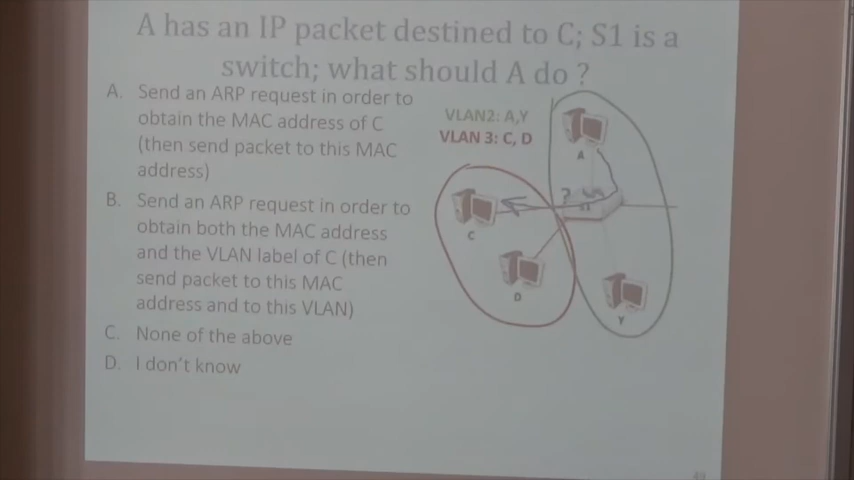 A has an IP packet destined to C; S1 is a
switch; what should A do ?
A. Send an ARP request in order to
obtain the MAC address of C
(then send packet to this MAC
address)
B. Send an ARP request in order to
obtain both the MAC address
and the VLAN label of C (then
send packet to this MAC
address and to this VLAN)
C. None of the above
D. I don't know
VLAN2: A,Y
VLAN 3: C, D
A
?
C
D
Y
49